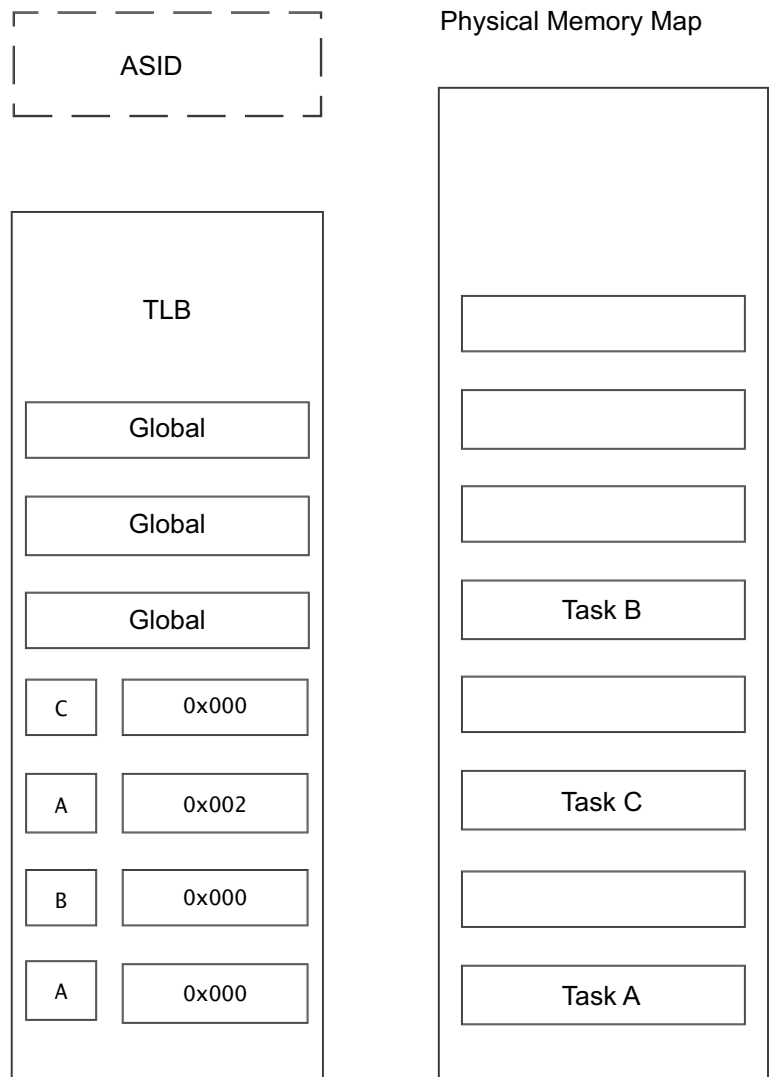 ASID
TLB
Global
Global
Global
C 0x000
A 0x002
B 0x000
A 0x000
Physical Memory Map
Task B
Task C
Task A